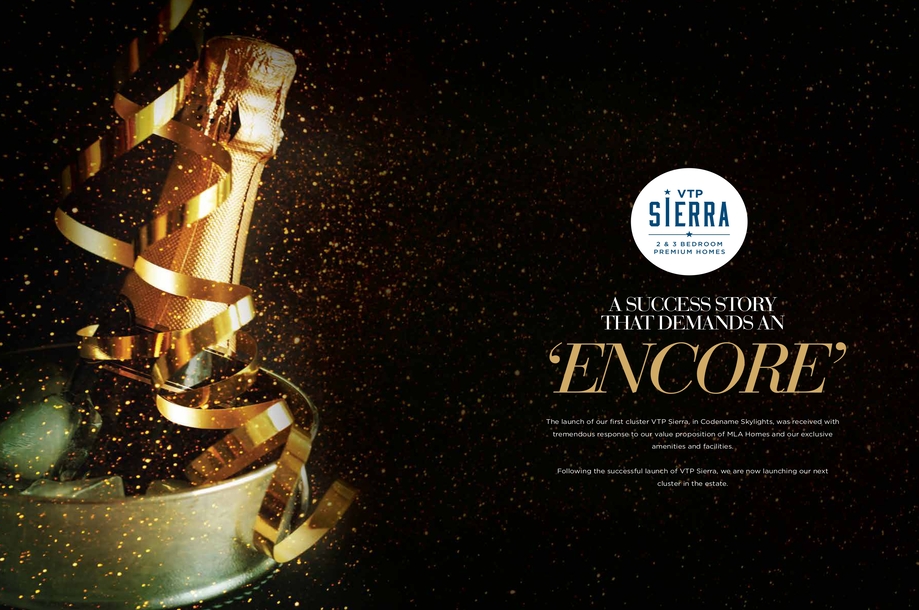 VTP
SIERRA
2 & 3 BEDROOM
PREMIUM HOMES
A SUCCESS STORY
THAT DEMANDS AN
‘ENCORE’
The launch of our first cluster VTP Sierra, in Codename Skylights, was received with
tremendous response to our value proposition of MLA Homes and our exclusive
amenities and facilities.
Following the successful launch of VTP Sierra, we are now launching our next
cluster in the estate.